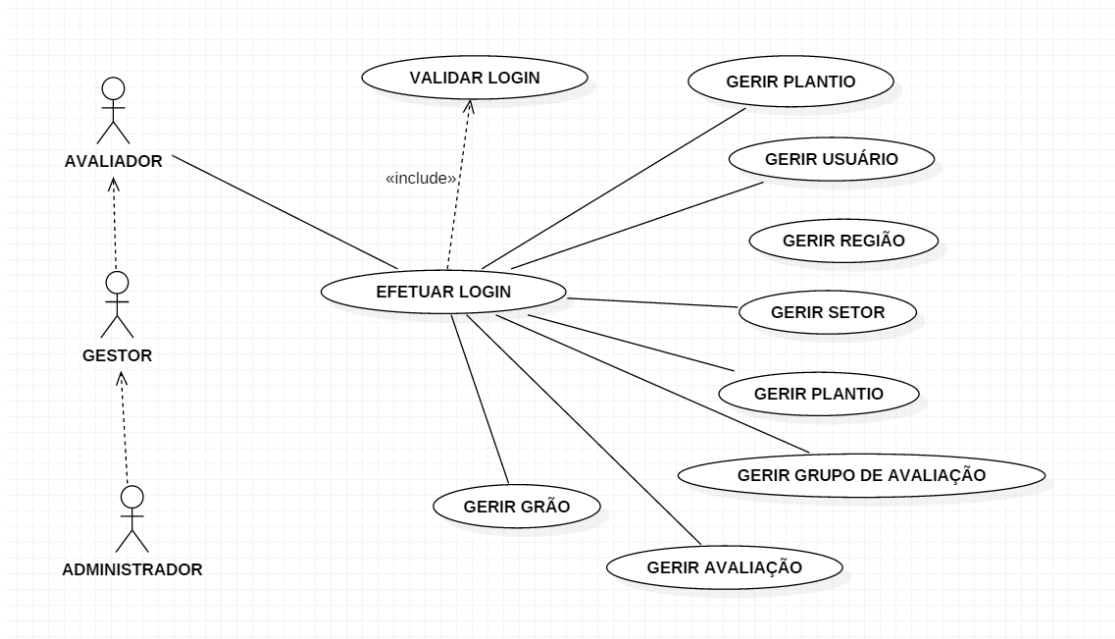 VALIDAR LOGIN
GERIR PLANTIO
AVALIADOR
GERIR USUÁRIO
«include»
GERIR REGIÃO
EFETUAR LOGIN
GERIR SETOR
GESTOR
GERIR PLANTIO
GERIR GRUPO DE AVALIAÇÃO
GERIR GRÃO
GERIR AVALIAÇÃO
ADMINISTRADOR